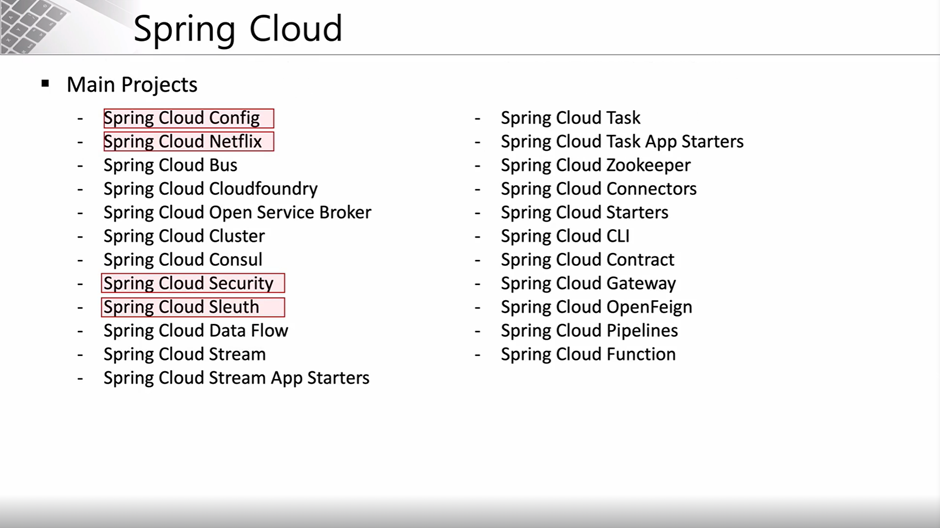 Spring Cloud
▪ Main Projects
- Spring Cloud Config
- Spring Cloud Netflix
- Spring Cloud Bus
- Spring Cloud Cloudfoundry
- Spring Cloud Open Service Broker
- Spring Cloud Cluster
- Spring Cloud Consul
- Spring Cloud Security
- Spring Cloud Sleuth
- Spring Cloud Data Flow
- Spring Cloud Stream
- Spring Cloud Stream App Starters
- Spring Cloud Task
- Spring Cloud Task App Starters
- Spring Cloud Zookeeper
- Spring Cloud Connectors
- Spring Cloud Starters
- Spring Cloud CLI
- Spring Cloud Contract
- Spring Cloud Gateway
- Spring Cloud OpenFeign
- Spring Cloud Pipelines
- Spring Cloud Function